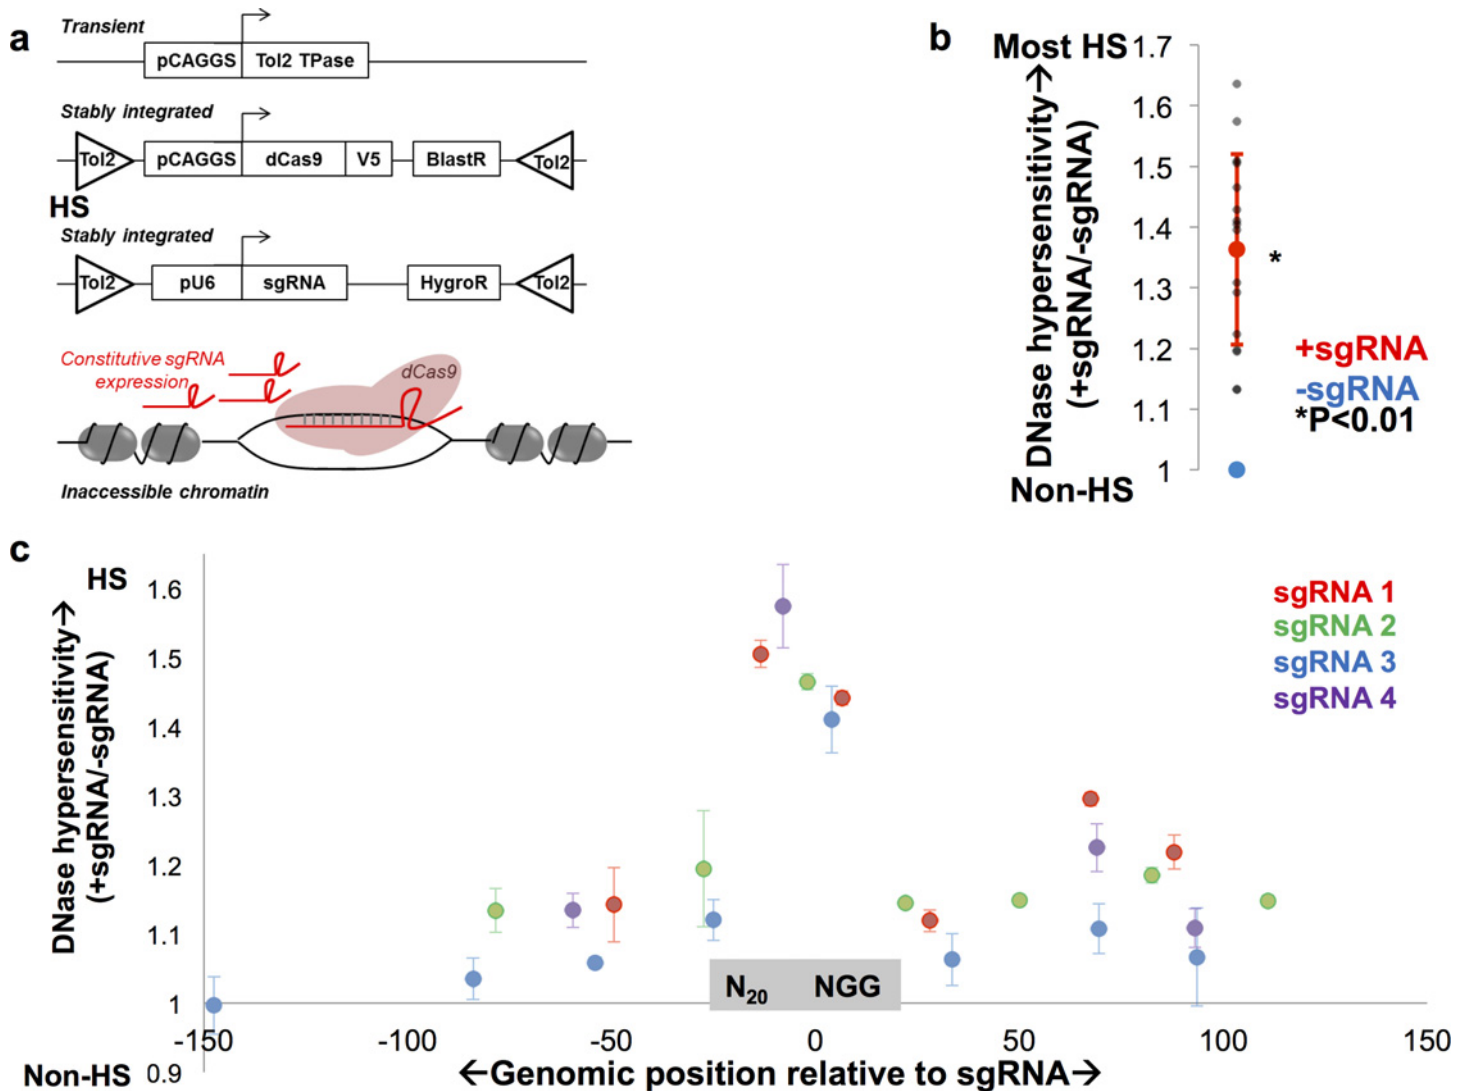 a
Transient
pCAGGS Tol2 TPase
Stably integrated
Tol2 pCAGGS dCas9 V5 BlastR Tol2
HS
Stably integrated
Tol2 pU6 sgRNA HygroR Tol2
Constitutive sgRNA
expression
dCas9
Inaccessible chromatin
b
Most HS
DNase hypersensitivity→
(+sgRNA/-sgRNA)
1.7
1.6
1.5
1.4
1.3
1.2
1.1
1
Non-HS
*
+sgRNA
-sgRNA
*P<0.01
c
HS
DNase hypersensitivity→
(+sgRNA/-sgRNA)
1.6
1.5
1.4
1.3
1.2
1.1
1
0.9
Non-HS
sgRNA 1
sgRNA 2
sgRNA 3
sgRNA 4
N20 NGG
-150 -100 -50 0 50 100 150
←Genomic position relative to sgRNA→